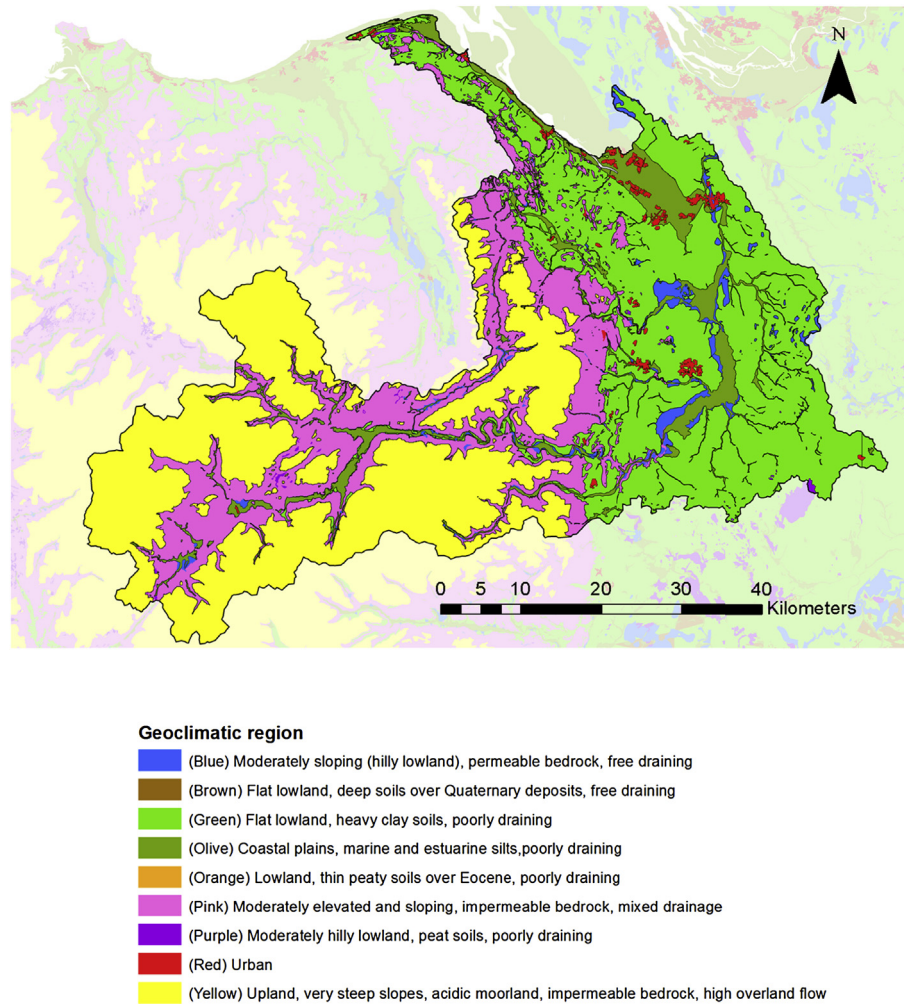 N
0 5 10 20 30 40
Kilometers
Geoclimatic region
(Blue) Moderately sloping (hilly lowland), permeable bedrock, free draining
(Brown) Flat lowland, deep soils over Quaternary deposits, free draining
(Green) Flat lowland, heavy clay soils, poorly draining
(Olive) Coastal plains, marine and estuarine silts,poorly draining
(Orange) Lowland, thin peaty soils over Eocene, poorly draining
(Pink) Moderately elevated and sloping, impermeable bedrock, mixed drainage
(Purple) Moderately hilly lowland, peat soils, poorly draining
(Red) Urban
(Yellow) Upland, very steep slopes, acidic moorland, impermeable bedrock, high overland flow